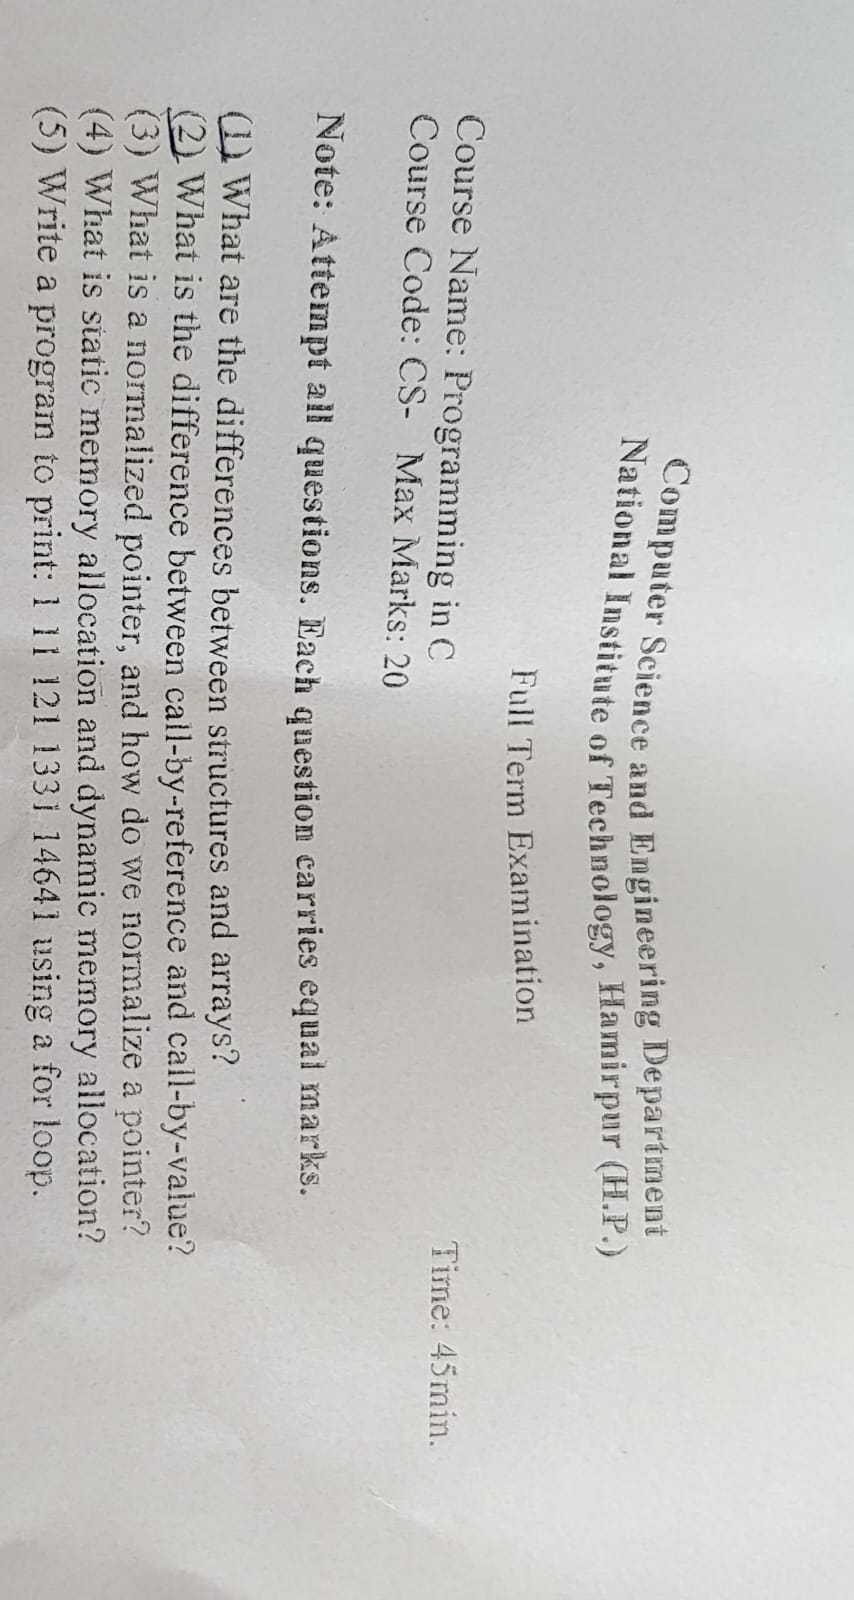 Computer Science and Engineering Department
National Institute of Technology, Hamirpur (H.P.)
Full Term Examination
Course Name: Programming in C Time: 45min.
Course Code: CS- Max Marks: 20
Note: Attempt all questions. Each question carries equal marks.
(1) What are the differences between structures and arrays?
(2) What is the difference between call-by-reference and call-by-value?
(3) What is a normalized pointer, and how do we normalize a pointer?
(4) What is static memory allocation and dynamic memory allocation?
(5) Write a program to print: 1 11 121 1331 14641 using a for loop.